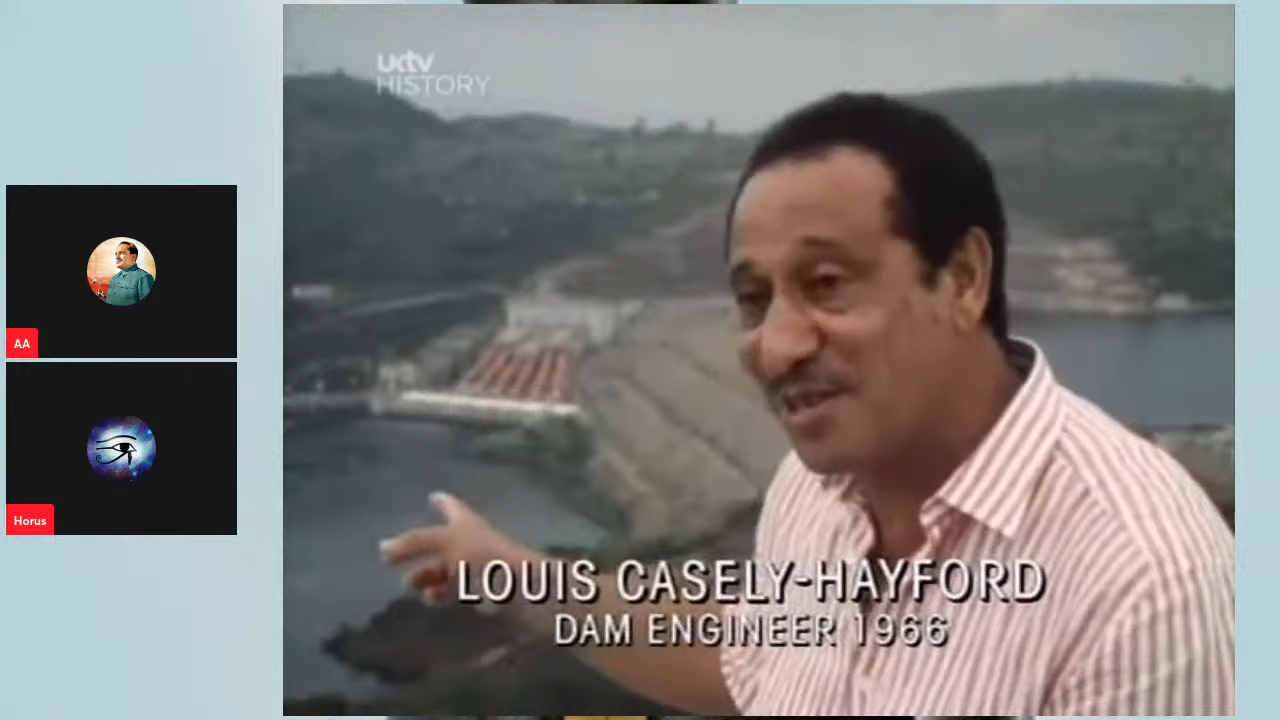 uktv
HISTORY
AA
Horus
LOUIS CASELY-HAYFORD
DAM ENGINEER 1966